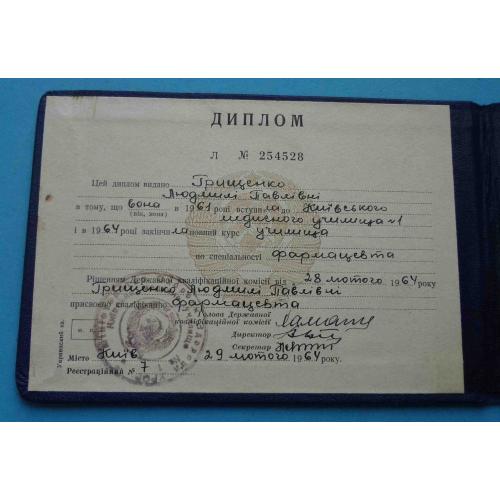 ДИПЛОМ
Л № 254528
Цей диплом видано Грищенко
Людмилі Павлівні
в тому, що вона в 1961 році вступила до Київського
(він, вона) медичного училища №1
і в 1964 році закінчила повний курс училища
по спеціальності фармацевта
Рішенням Державної кваліфікаційної комісії від 28 лютого 1964 року
Грищенко Людмилі Павлівні
присвоєно кваліфікацію фармацевта
Голова Державної
кваліфікаційної комісії
Директор
Секретар
Місто Київ, 29 лютого 1964 року.
Реєстраційний № 7